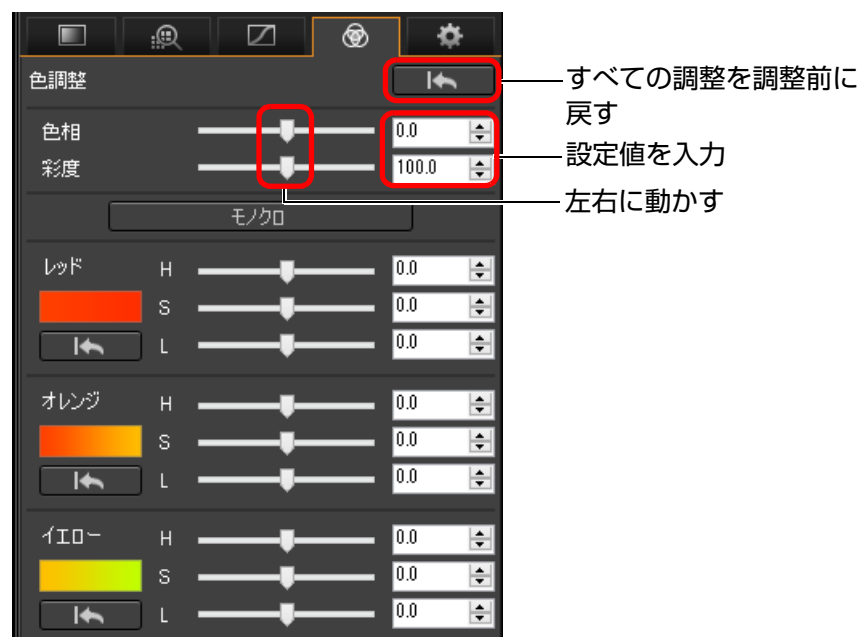 色調整
すべての調整を調整前に
戻す
色相 0.0
設定値を入力
彩度 100.0
左右に動かす
モノクロ
レッド H 0.0
S 0.0
L 0.0
オレンジ H 0.0
S 0.0
L 0.0
イエロー H 0.0
S 0.0
L 0.0